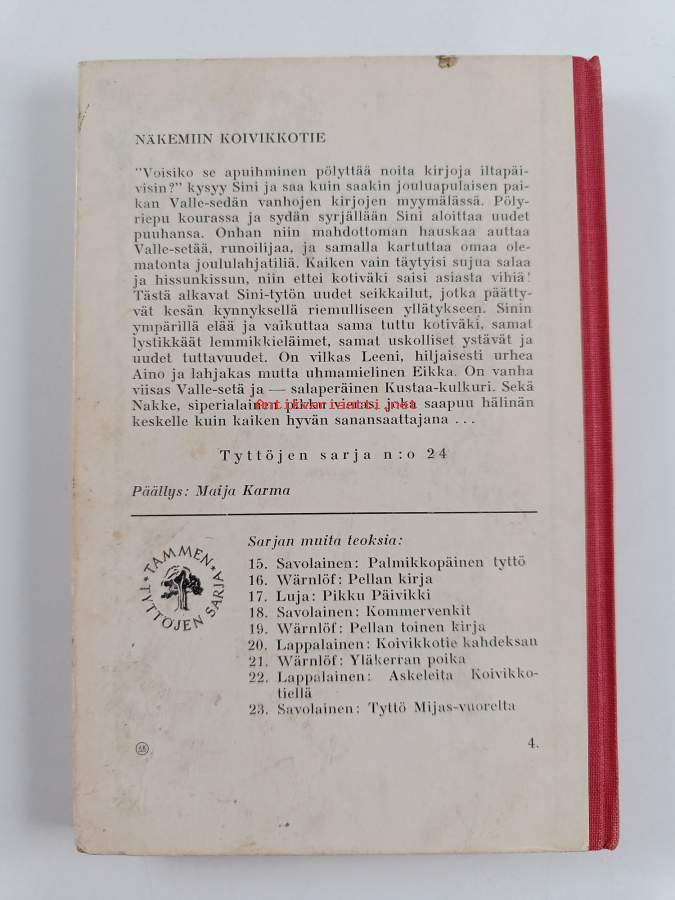 NÄKEMIIN KOIVIKKOTIE
"Voisiko se apuihminen pölyttää noita kirjoja iltapäi-
visin?" kysyy Sini ja saa kuin saakin jouluapulaisen pai-
kan Valle-sedän vanhojen kirjojen myymälässä. Pöly-
riepu kourassa ja sydän syrjällään Sini aloittaa uudet
puuhansa. Onhan niin mahdottoman hauskaa auttaa
Valle-setää, runoilijaa, ja samalla kartuttaa omaa ole-
matonta joululahjatiliä. Kaiken vain täytyisi sujua salaa
ja hissunkissun, niin ettei kotiväki saisi asiasta vihiä!
Tästä alkavat Sini-tytön uudet seikkailut, jotka päätty-
vät kesän kynnyksellä riemulliseen yllätykseen. Sinin
ympärillä elää ja vaikuttaa sama tuttu kotiväki, samat
lystikkäät lemmikkieläimet, samat uskolliset ystävät ja
uudet tuttavuudet. On vilkas Leeni, hiljaisesti urhea
Aino ja lahjakas mutta uhmamielinen Eikka. On vanha
viisas Valle-setä ja — salaperäinen Kustaa-kulkuri. Sekä
Nakke, siperialainen pikku vieras, joka saapuu hälinän
keskelle kuin kaiken hyvän sanansaattajana ...
Tyttöjen sarja n:o 24
Päällys: Maija Karma
TAMMEN
TYTTÖJEN SARJA
Sarjan muita teoksia:
15. Savolainen: Palmikkopäinen tyttö
16. Wärnlöf: Pellan kirja
17. Luja: Pikku Päivikki
18. Savolainen: Kommervenkit
19. Wärnlöf: Pellan toinen kirja
20. Lappalainen: Koivikkotie kahdeksan
21. Wärnlöf: Yläkerran poika
22. Lappalainen: Askeleita Koivikko-
tiellä
23. Savolainen: Tyttö Mijas-vuorelta
4.